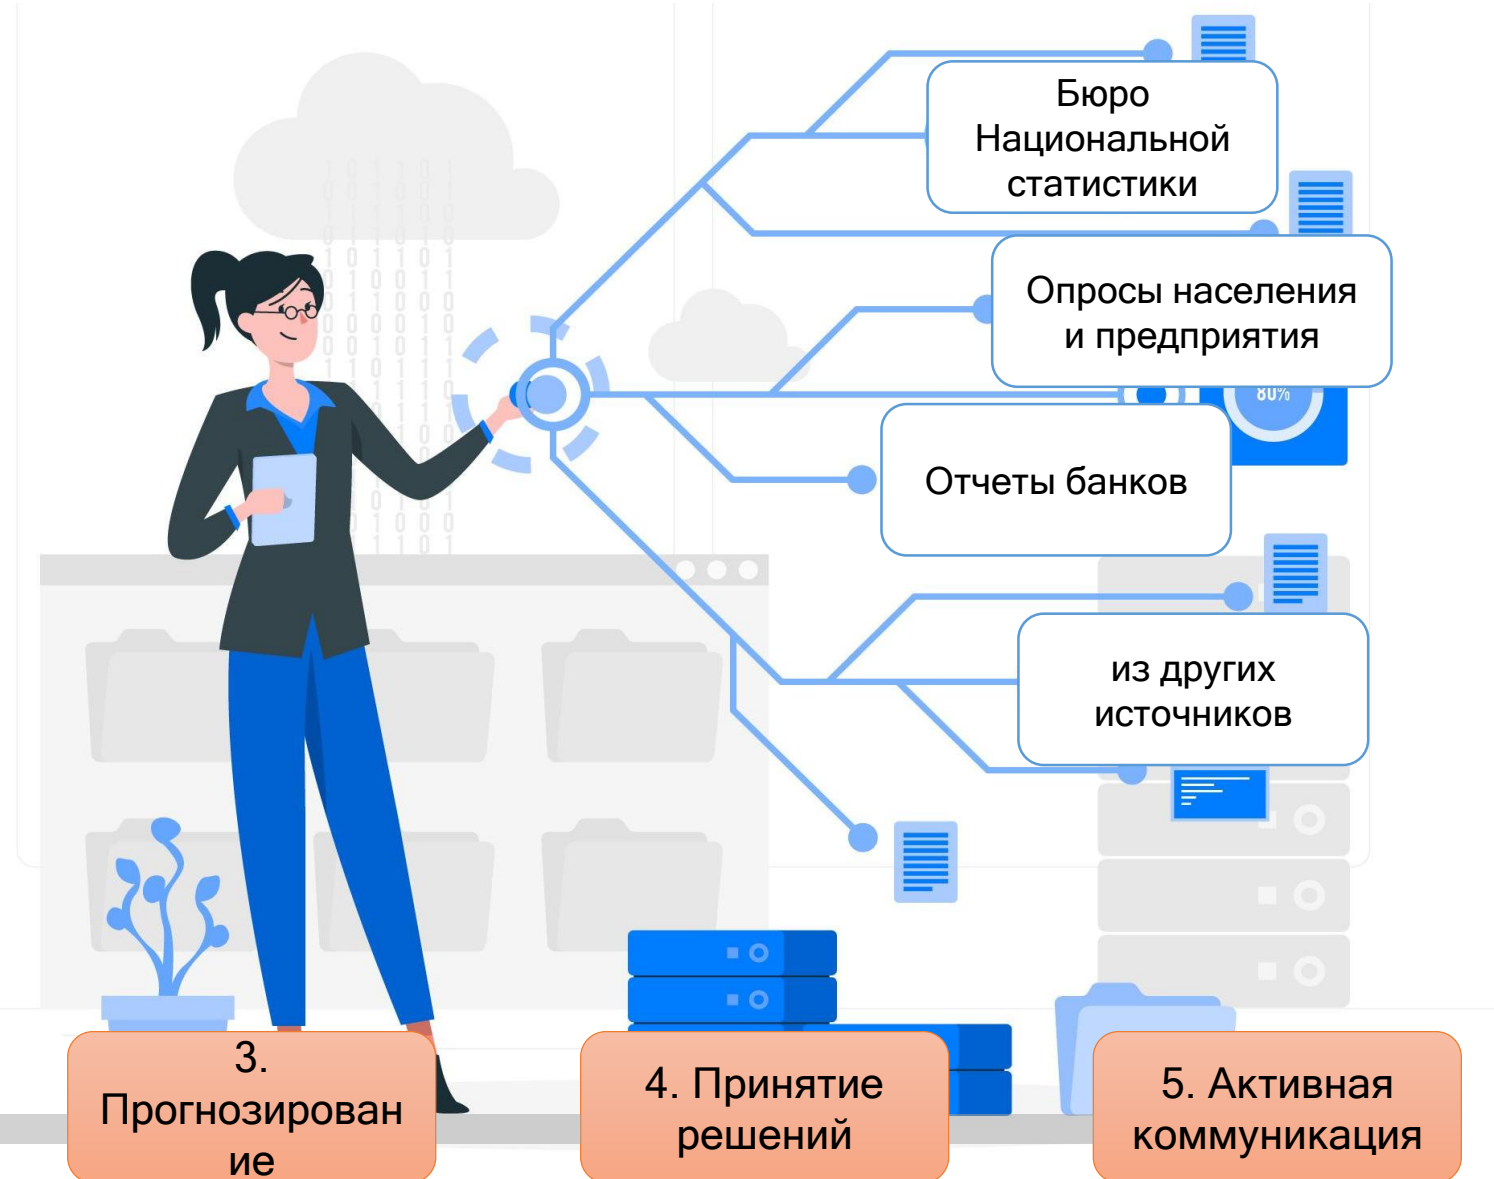 Бюро
Национальной
статистики
Опросы населения
и предприятия
80%
Отчеты банков
из других
источников
3.
Прогнозирован
ие
4. Принятие
решений
5. Активная
коммуникация